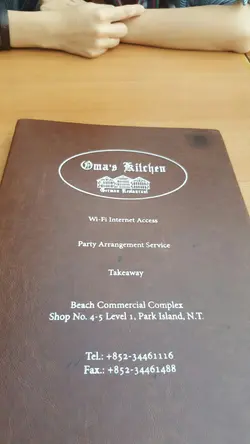 Oma's Kitchen
German Restaurant
Wi-Fi Internet Access
Party Arrangement Service
Takeaway
Beach Commercial Complex
Shop No. 4-5 Level 1, Park Island, N.T.
Tel.: +852-34461116
Fax.: +852-34461488